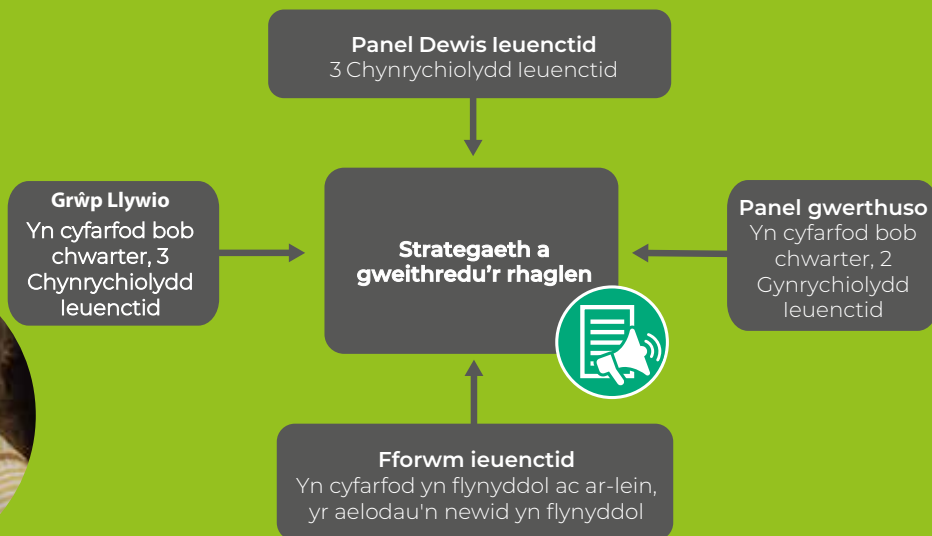 Panel Dewis Ieuenctid
3 Chynrychiolydd Ieuenctid
Grŵp Llywio
Yn cyfarfod bob
chwarter, 3
Chynrychiolydd
Ieuenctid
Strategaeth a
gweithredu'r rhaglen
Panel gwerthuso
Yn cyfarfod bob
chwarter, 2
Gynrychiolydd
Ieuenctid
Fforwm ieuenctid
Yn cyfarfod yn flynyddol ac ar-lein,
yr aelodau'n newid yn flynyddol